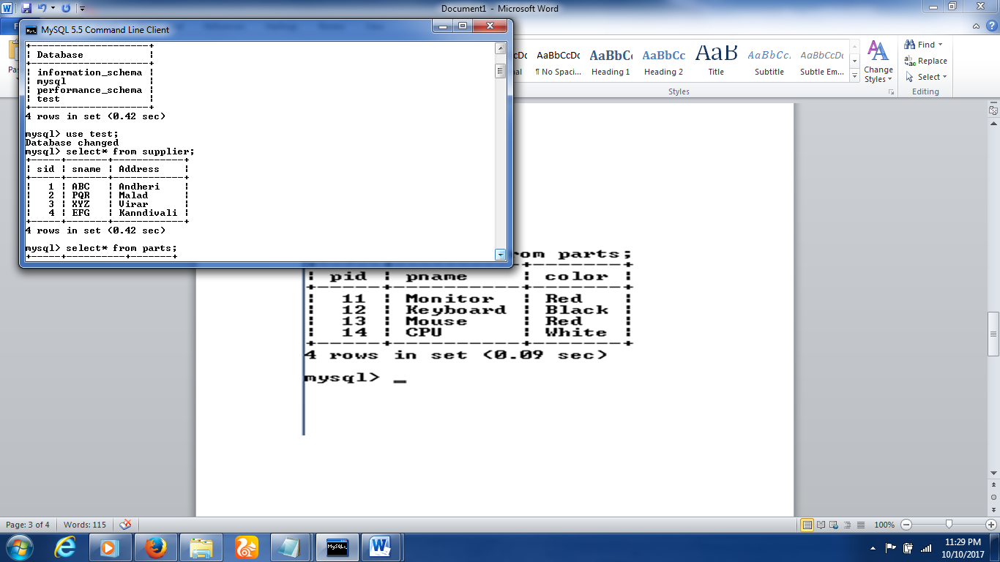 Document1 - Microsoft Word
MySQL 5.5 Command Line Client
+---------------------+
| Database            |
+---------------------+
| information_schema |
| mysql              |
| performance_schema |
| test               |
+---------------------+
4 rows in set (0.42 sec)
mysql> use test;
Database changed
mysql> select* from supplier;
+-----+-------+------------+
| sid | sname | Address    |
+-----+-------+------------+
|   1 | ABC   | Andheri    |
|   2 | PQR   | Malad      |
|   3 | XYZ   | Virar      |
|   4 | EFG   | Kanndivali |
+-----+-------+------------+
4 rows in set (0.42 sec)
mysql> select* from parts;
+-----+----------+-------+
AaBbCcDc AaBbCc AaBbCc AaB AaBbCc. AaBbCcDc
¶ No Spaci... Heading 1 Heading 2 Title Subtitle Subtle Em...
Change
Styles
Styles
Find
Replace
Select
Editing
from parts;
| pid | pname    | color |
+-----+----------+-------+
|  11 | Monitor  | Red   |
|  12 | Keyboard | Black |
|  13 | Mouse    | Red   |
|  14 | CPU      | White |
+-----+----------+-------+
4 rows in set (0.09 sec)
mysql> _
Page: 3 of 4 Words: 115 100%
11:29 PM
10/10/2017